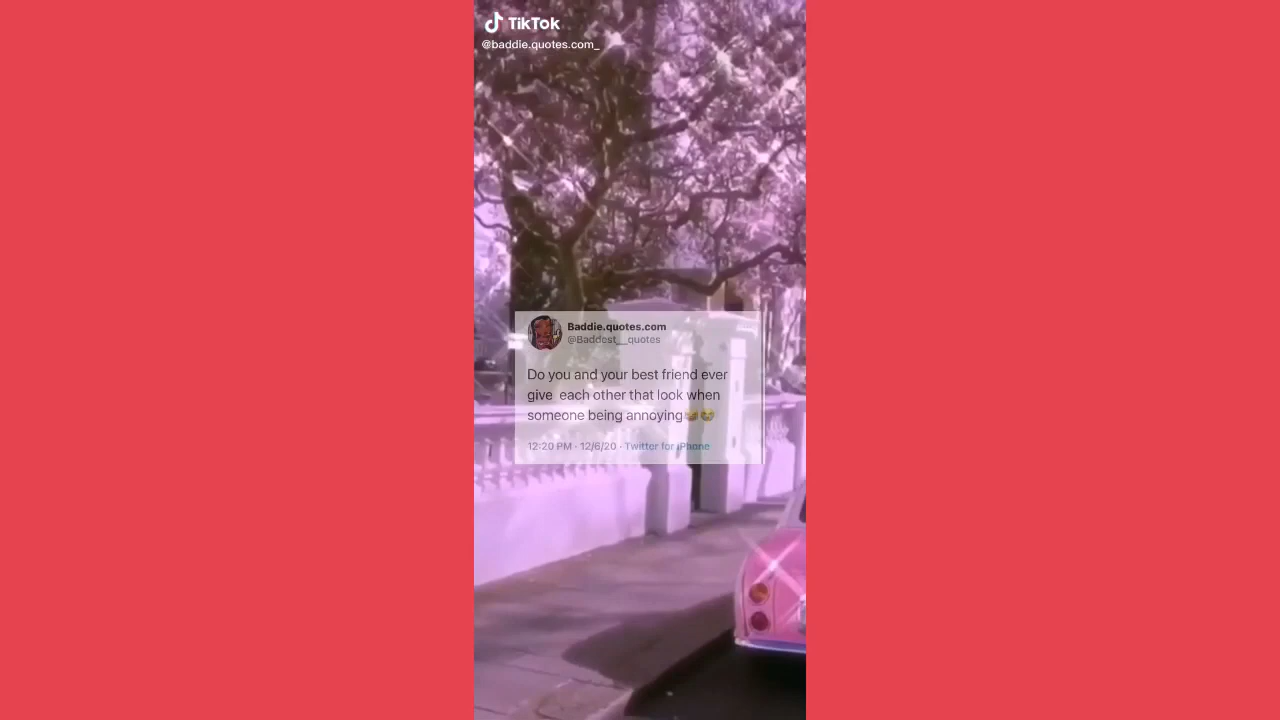 TikTok
@baddie.quotes.com_
Baddie.quotes.com
@Baddest__quotes
Do you and your best friend ever
give each other that look when
someone being annoying😂😭
12:20 PM · 12/6/20 · Twitter for iPhone